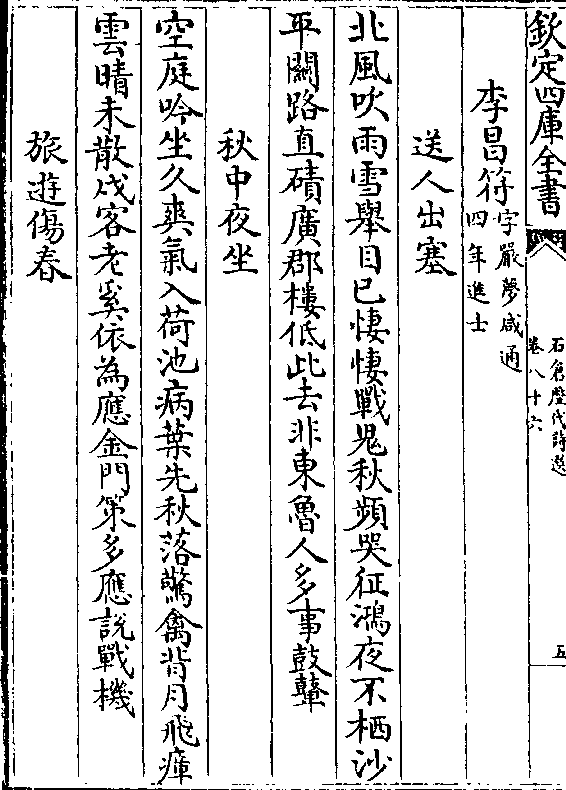 欽定四庫全書
石倉歷代詩選
卷八十六
五
李昌符字嚴夢咸通
四年進士
送人出塞
北風吹雨雪舉目已悽悽戰鬼秋頻哭征鴻夜不栖沙
平關路直磧廣郡樓低此去非東魯人多事鼓鼙
秋中夜坐
空庭吟坐久爽氣入荷池病葉先秋落驚禽背月飛瘴
雲晴未散戍客老奚依為應金門策多應説戰機
旅遊傷春